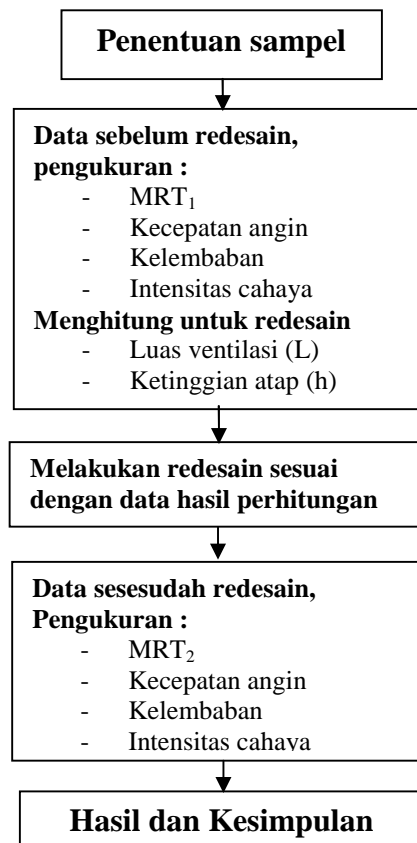 Penentuan sampel
Data sebelum redesain,
pengukuran :
- MRT₁
- Kecepatan angin
- Kelembaban
- Intensitas cahaya
Menghitung untuk redesain
- Luas ventilasi (L)
- Ketinggian atap (h)
Melakukan redesain sesuai
dengan data hasil perhitungan
Data sesesudah redesain,
Pengukuran :
- MRT₂
- Kecepatan angin
- Kelembaban
- Intensitas cahaya
Hasil dan Kesimpulan